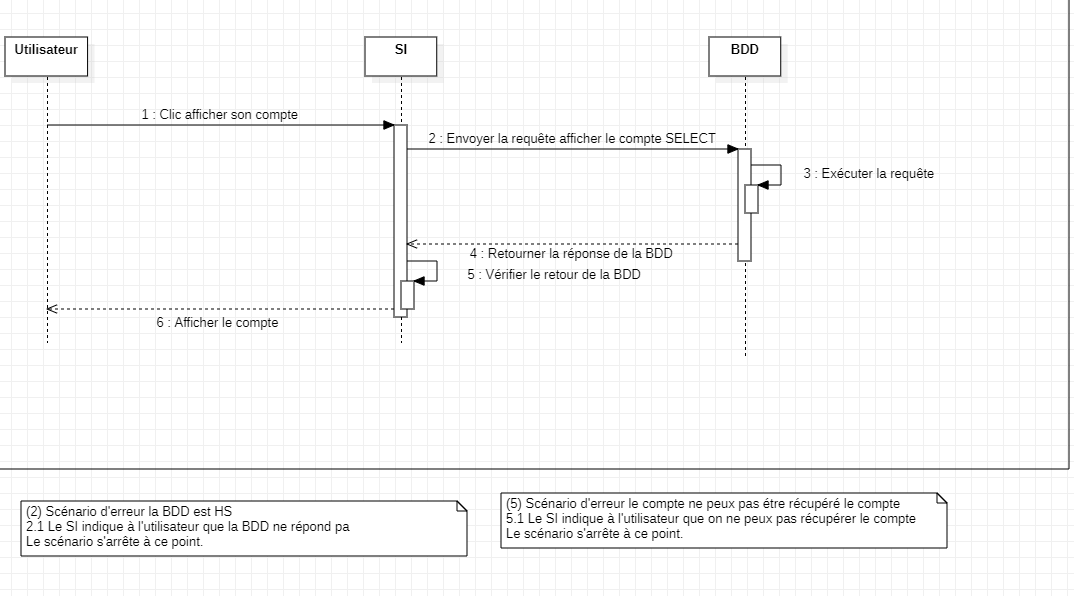 Utilisateur
SI
BDD
1 : Clic afficher son compte
2 : Envoyer la requête afficher le compte SELECT
3 : Exécuter la requête
4 : Retourner la réponse de la BDD
5 : Vérifier le retour de la BDD
6 : Afficher le compte
(2) Scénario d'erreur la BDD est HS
2.1 Le SI indique à l'utilisateur que la BDD ne répond pa
Le scénario s'arrête à ce point.
(5) Scénario d'erreur le compte ne peux pas étre récupéré le compte
5.1 Le SI indique à l'utilisateur que on ne peux pas récupérer le compte
Le scénario s'arrête à ce point.